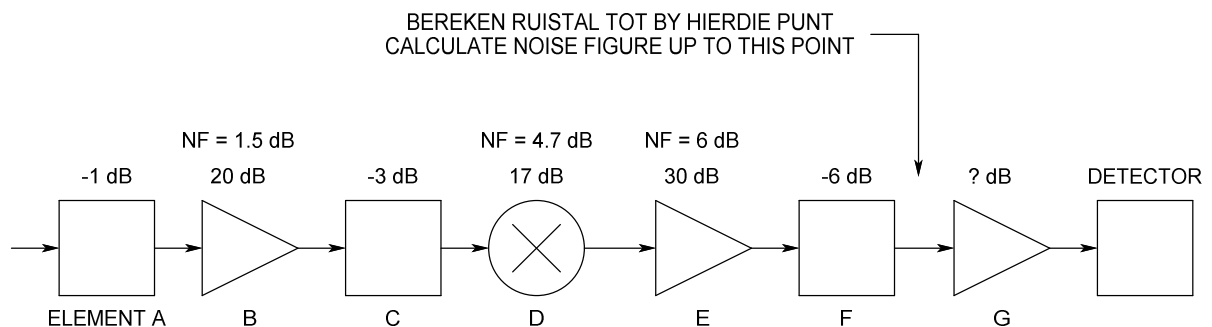 BEREKEN RUISTAL TOT BY HIERDIE PUNT
CALCULATE NOISE FIGURE UP TO THIS POINT
NF = 1.5 dB NF = 4.7 dB NF = 6 dB
-1 dB 20 dB -3 dB 17 dB 30 dB -6 dB ? dB DETECTOR
ELEMENT A B C D E F G